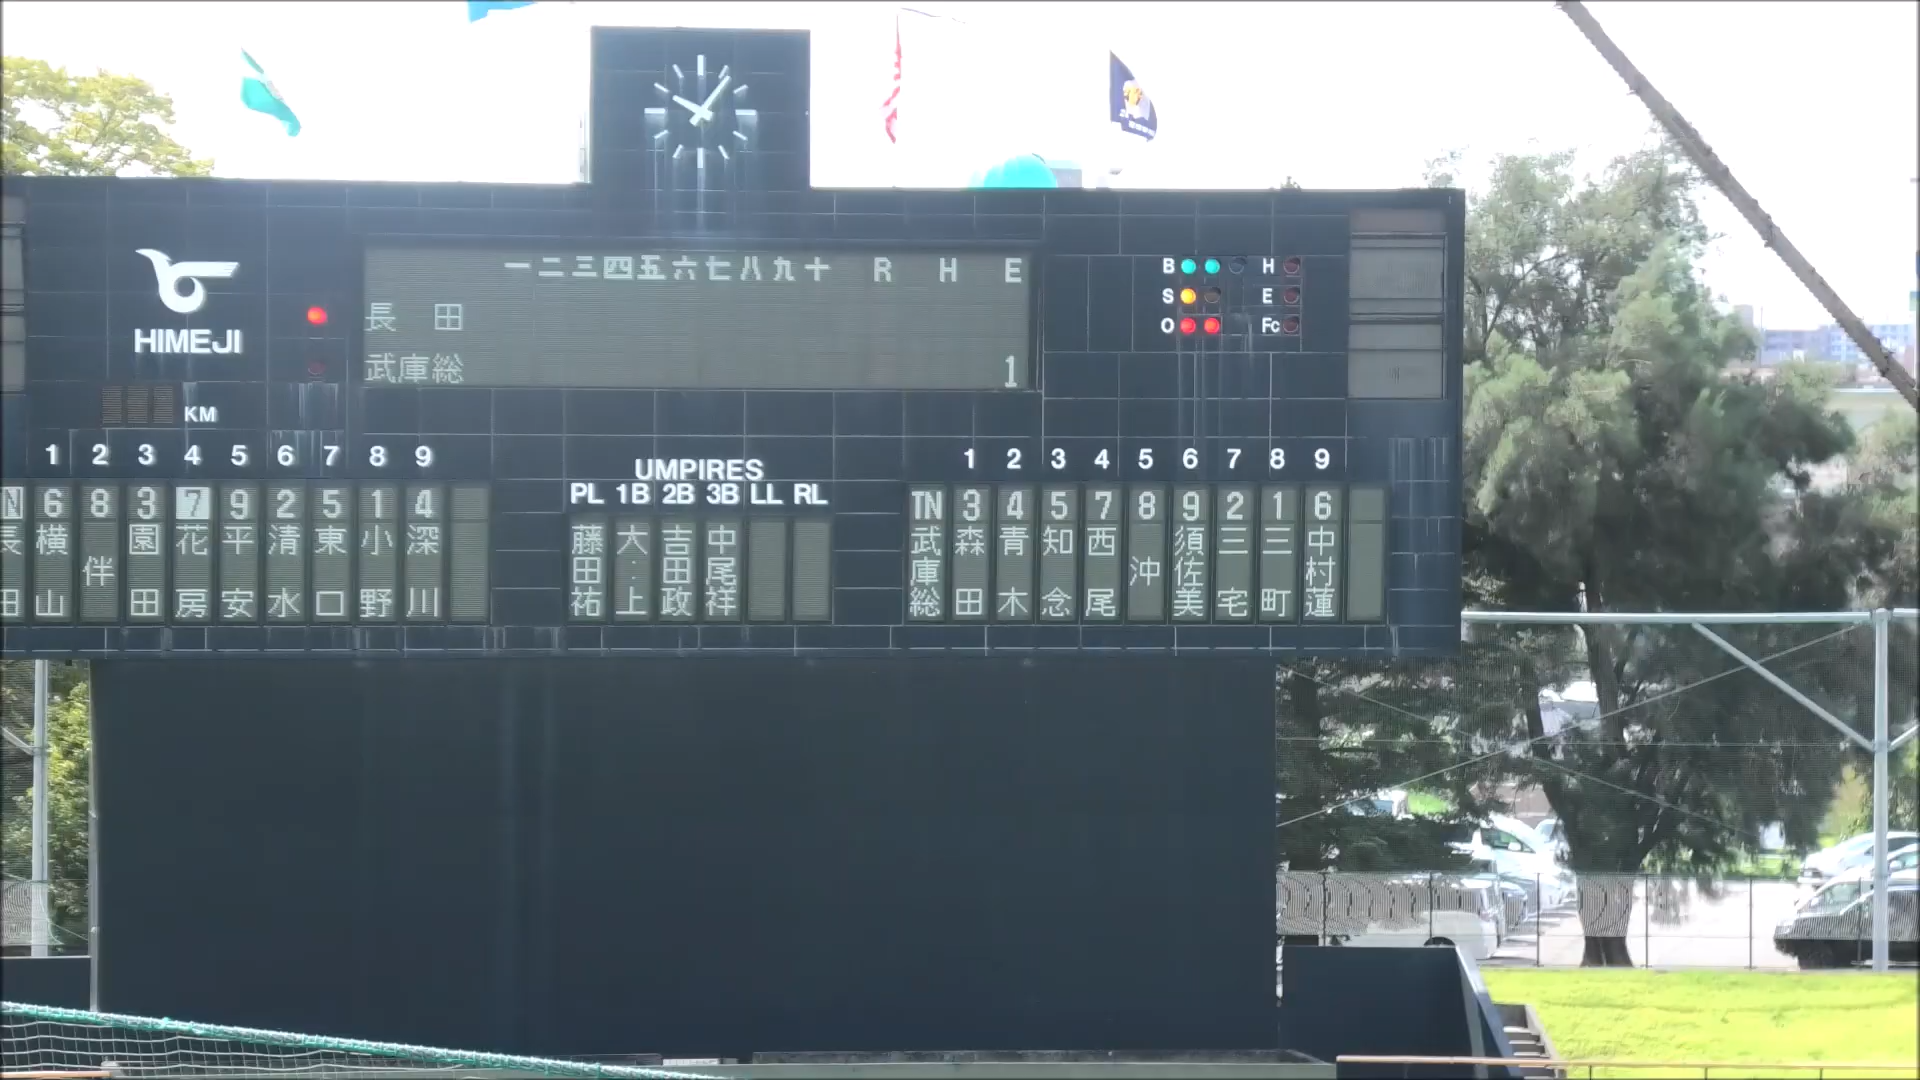 一二三四五六七八九十 R H E
長田
武庫総 1
HIMEJI
KM
B H
S E
O Fc
1 2 3 4 5 6 7 8 9
6 8 3 7 9 2 5 1 4
横山
伴
園田
花房
平安
清水
東口
小野
深川
UMPIRES
PL 1B 2B 3B LL RL
藤田祐
大上
吉田政
中尾祥
1 2 3 4 5 6 7 8 9
TN 3 4 5 7 8 9 2 1 6
武庫総
森田
青木
知念
西尾
沖
須佐美
三宅
三町
中村蓮